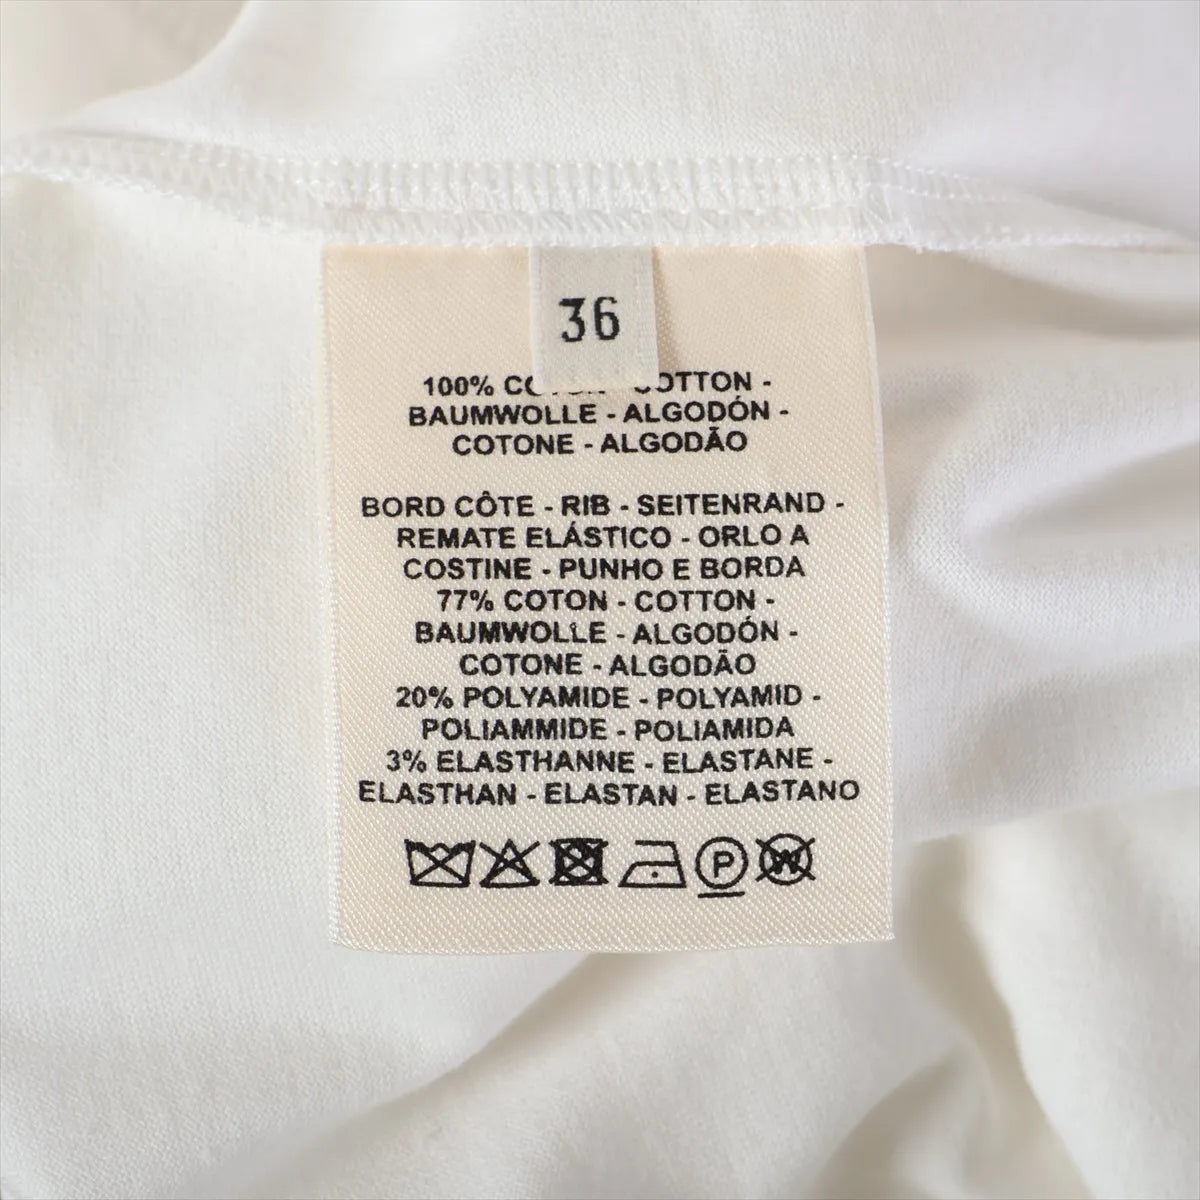 36
100% COTON - COTTON -
BAUMWOLLE - ALGODÓN -
COTONE - ALGODÃO
BORD CÔTE - RIB - SEITENRAND -
REMATE ELÁSTICO - ORLO A
COSTINE - PUNHO E BORDA
77% COTON - COTTON -
BAUMWOLLE - ALGODÓN -
COTONE - ALGODÃO
20% POLYAMIDE - POLYAMID -
POLIAMMIDE - POLIAMIDA
3% ELASTHANNE - ELASTANE -
ELASTHAN - ELASTAN - ELASTANO
P W